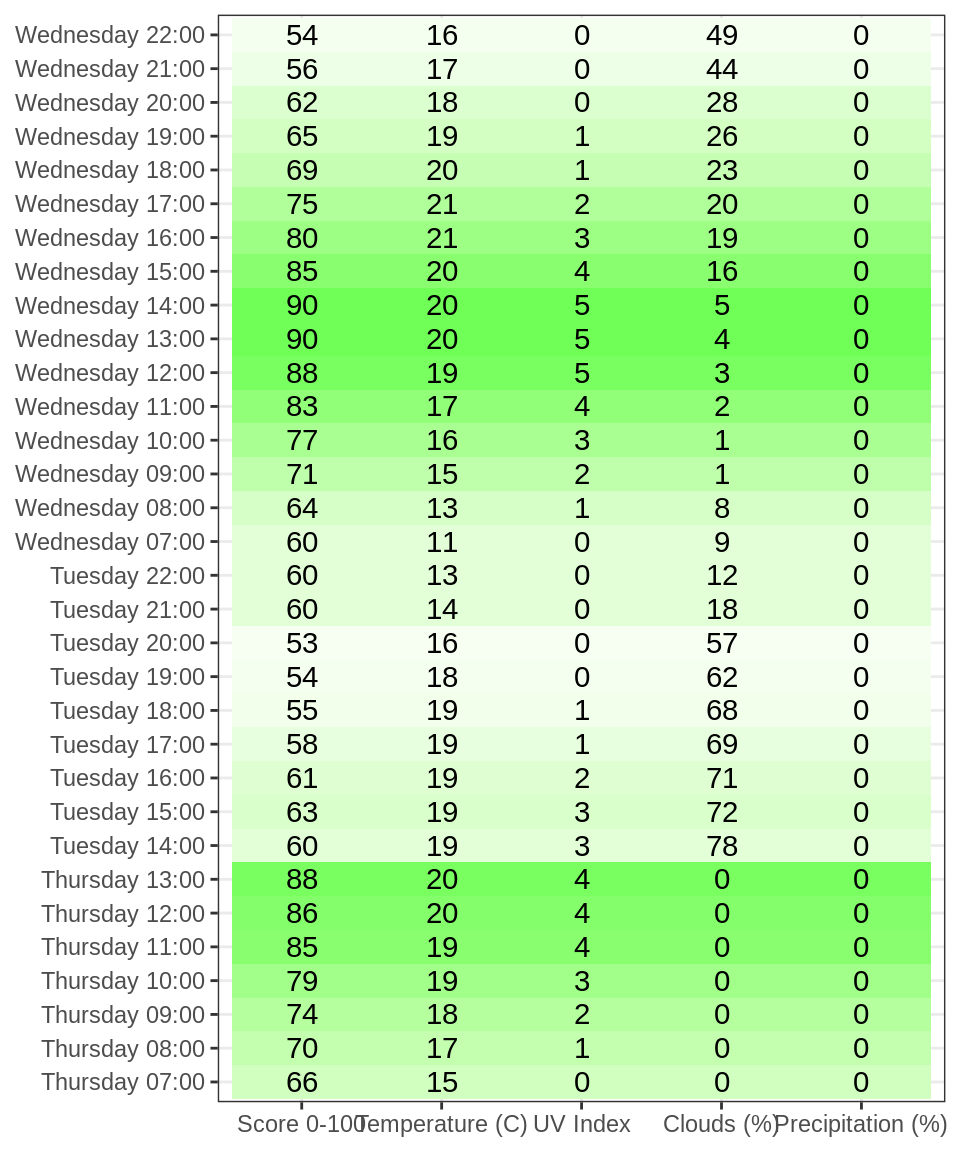 Wednesday 22:00 54 16 0 49 0
Wednesday 21:00 56 17 0 44 0
Wednesday 20:00 62 18 0 28 0
Wednesday 19:00 65 19 1 26 0
Wednesday 18:00 69 20 1 23 0
Wednesday 17:00 75 21 2 20 0
Wednesday 16:00 80 21 3 19 0
Wednesday 15:00 85 20 4 16 0
Wednesday 14:00 90 20 5 5 0
Wednesday 13:00 90 20 5 4 0
Wednesday 12:00 88 19 5 3 0
Wednesday 11:00 83 17 4 2 0
Wednesday 10:00 77 16 3 1 0
Wednesday 09:00 71 15 2 1 0
Wednesday 08:00 64 13 1 8 0
Wednesday 07:00 60 11 0 9 0
Tuesday 22:00 60 13 0 12 0
Tuesday 21:00 60 14 0 18 0
Tuesday 20:00 53 16 0 57 0
Tuesday 19:00 54 18 0 62 0
Tuesday 18:00 55 19 1 68 0
Tuesday 17:00 58 19 1 69 0
Tuesday 16:00 61 19 2 71 0
Tuesday 15:00 63 19 3 72 0
Tuesday 14:00 60 19 3 78 0
Thursday 13:00 88 20 4 0 0
Thursday 12:00 86 20 4 0 0
Thursday 11:00 85 19 4 0 0
Thursday 10:00 79 19 3 0 0
Thursday 09:00 74 18 2 0 0
Thursday 08:00 70 17 1 0 0
Thursday 07:00 66 15 0 0 0
Score 0-100 Temperature (C) UV Index Clouds (%) Precipitation (%)